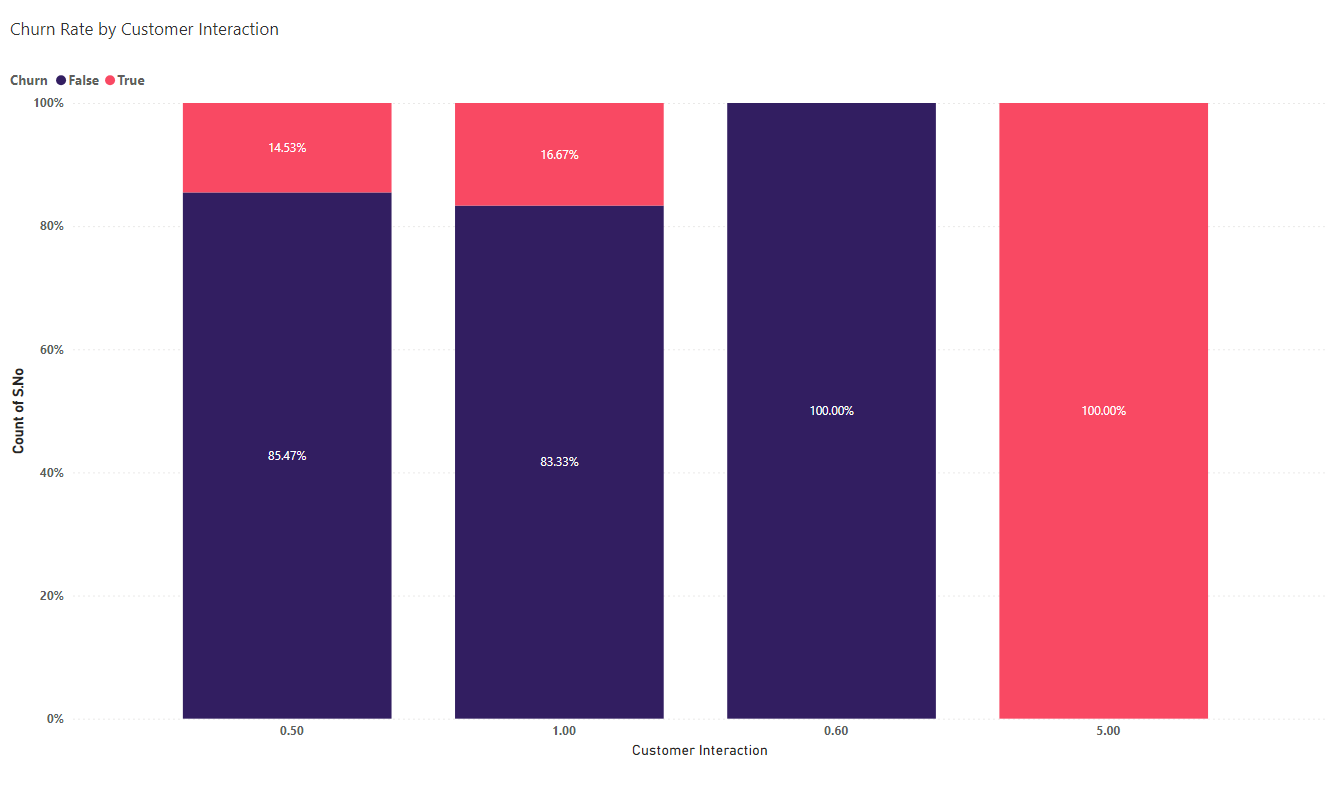 Churn Rate by Customer Interaction
Churn False True
100%
80%
60%
40%
20%
0%
Count of S.No
14.53%
16.67%
85.47%
83.33%
100.00%
100.00%
0.50 1.00 0.60 5.00
Customer Interaction